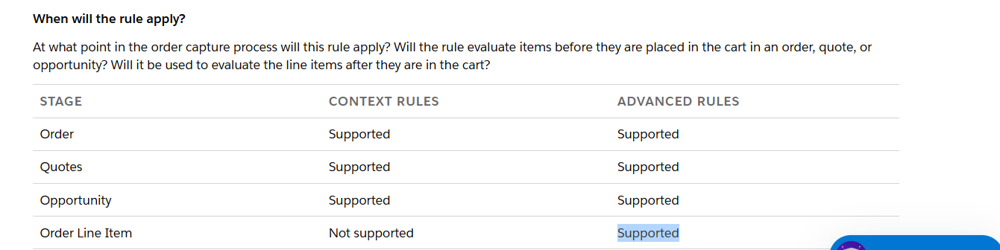 When will the rule apply?
At what point in the order capture process will this rule apply? Will the rule evaluate items before they are placed in the cart in an order, quote, or
opportunity? Will it be used to evaluate the line items after they are in the cart?
STAGE CONTEXT RULES ADVANCED RULES
Order Supported Supported
Quotes Supported Supported
Opportunity Supported Supported
Order Line Item Not supported Supported